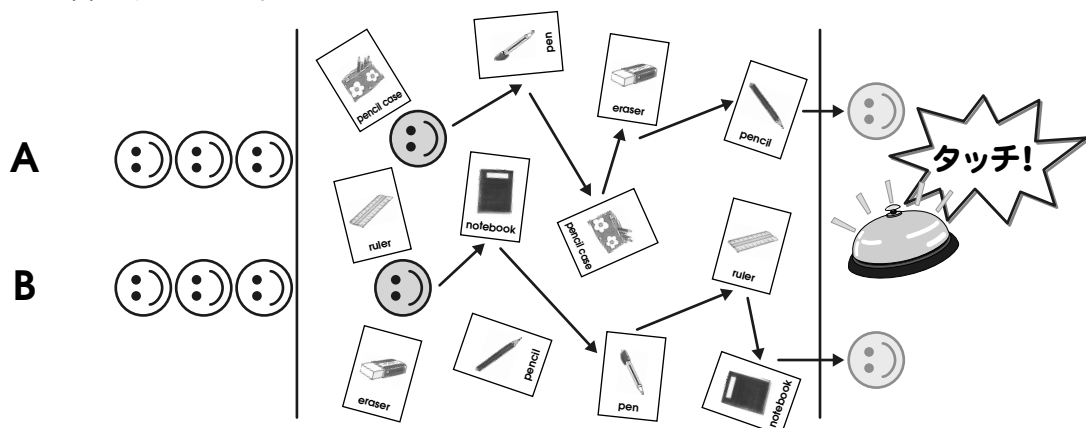 pencil case
pen
eraser
pencil
A
タッチ!
ruler
notebook
pencil case
ruler
B
eraser
pencil
pen
notebook